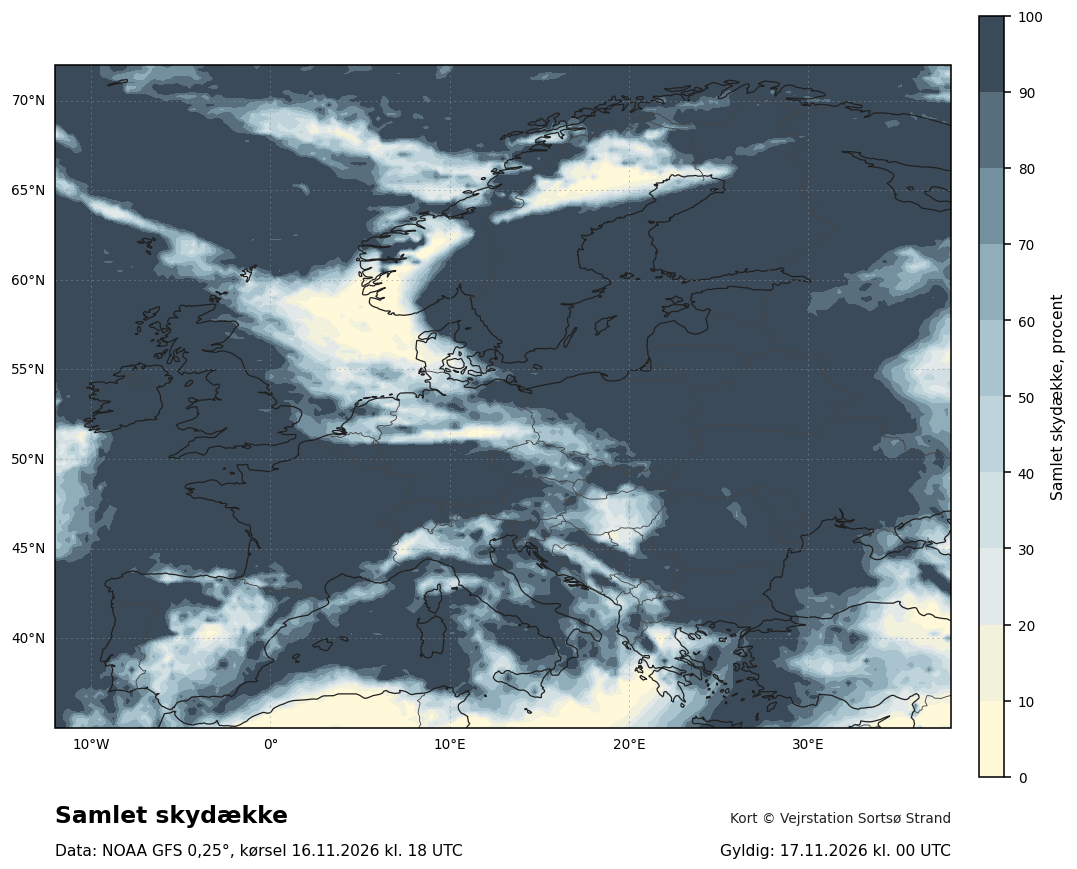 70°N
65°N
60°N
55°N
50°N
45°N
40°N
10°W
0°
10°E
20°E
30°E
100
90
80
70
60
50
40
30
20
10
0
Samlet skydække, procent
Samlet skydække
Kort © Vejrstation Sortsø Strand
Data: NOAA GFS 0,25°, kørsel 16.11.2026 kl. 18 UTC
Gyldig: 17.11.2026 kl. 00 UTC